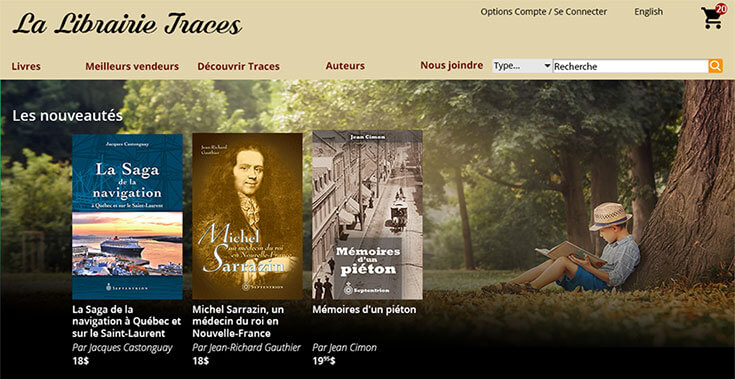 La Librairie Traces
Options Compte / Se Connecter
English
20
Livres
Meilleurs vendeurs
Découvrir Traces
Auteurs
Nous joindre
Type...
Recherche
Les nouveautés
Jacques Castonguay
La Saga
de la
navigation
à Québec et sur le Saint-Laurent
Septentrion
Jean-Richard
Gauthier
Michel
un médecin du roi
en Nouvelle-France
Sarrazin
Septentrion
Jean Cimon
Mémoires
d'un
piéton
Septentrion
La Saga de la
navigation à Québec et
sur le Saint-Laurent
Par Jacques Castonguay
18$
Michel Sarrazin, un
médecin du roi en
Nouvelle-France
Par Jean-Richard Gauthier
18$
Mémoires d'un piéton
Par Jean Cimon
19⁹⁵$